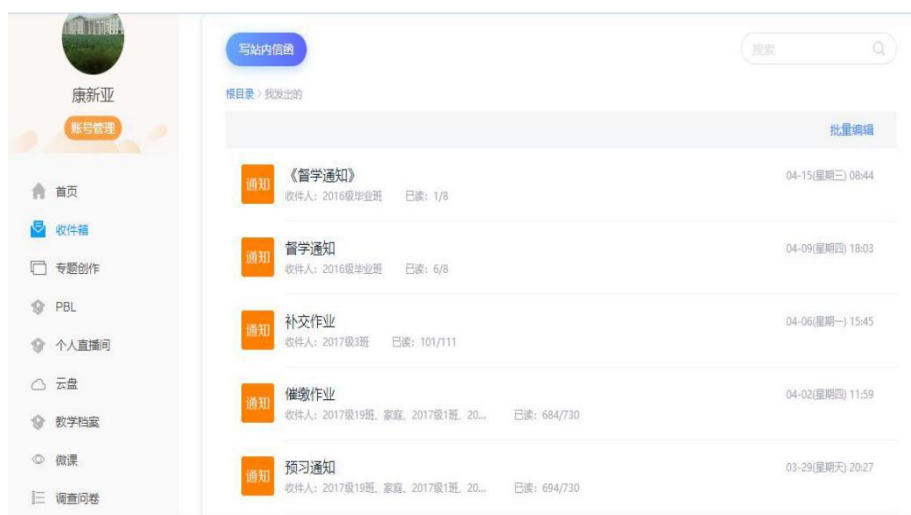 康新亚
账号管理
首页
收件箱
专题创作
PBL
个人直播间
云盘
教学档案
微课
调查问卷
写站内信函
搜索
根目录 > 我发出的
批量编辑
通知
《督学通知》
04-15(星期三) 08:44
收件人: 2016级毕业班 已读: 1/8
通知
督学通知
04-09(星期四) 18:03
收件人: 2016级毕业班 已读: 6/8
通知
补交作业
04-06(星期一) 15:45
收件人: 2017级3班 已读: 101/111
通知
催缴作业
04-02(星期四) 11:59
收件人: 2017级19班、家庭、2017级1班、20... 已读: 684/730
通知
预习通知
03-29(星期天) 20:27
收件人: 2017级19班、家庭、2017级1班、20... 已读: 694/730